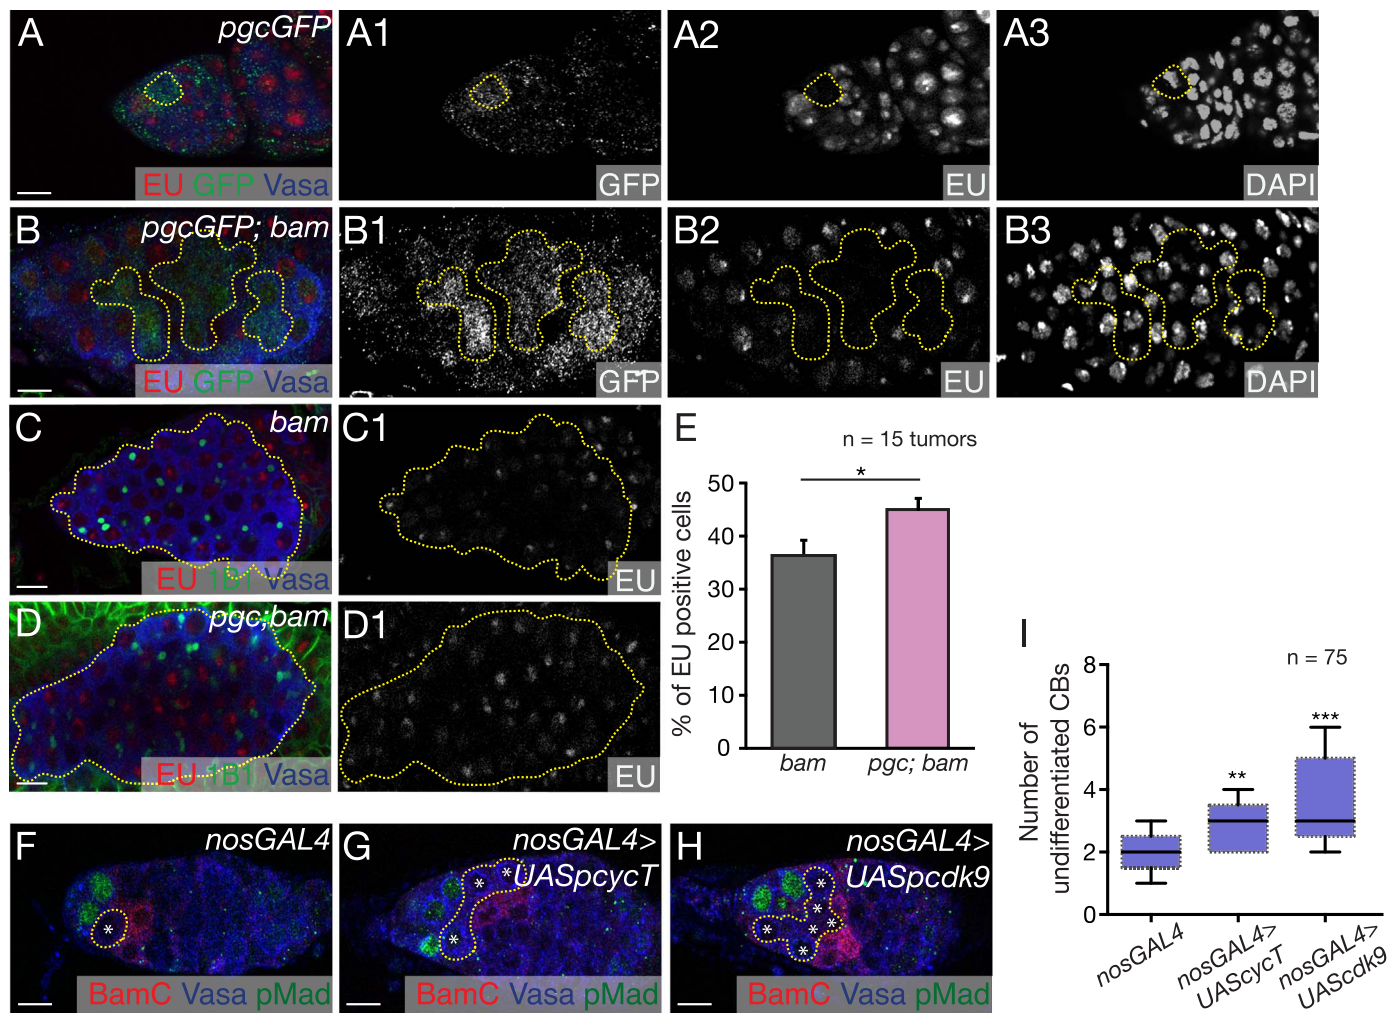 A pgcGFP
EU GFP Vasa
A1
GFP
A2
EU
A3
DAPI
B pgcGFP; bam
EU GFP Vasa
B1
GFP
B2
EU
B3
DAPI
C bam
EU 1B1 Vasa
C1
EU
D pgc;bam
EU 1B1 Vasa
D1
EU
E
n = 15 tumors
*
% of EU positive cells
50
40
30
20
10
0
bam pgc; bam
F nosGAL4
*
BamC Vasa pMad
G nosGAL4>
UASpcycT
* * *
BamC Vasa pMad
H nosGAL4>
UASpcdk9
* * * * * *
BamC Vasa pMad
I
n = 75
Number of
undifferentiated CBs
8
6
4
2
0
** ***
nosGAL4
nosGAL4>
UAScycT
nosGAL4>
UAScdk9